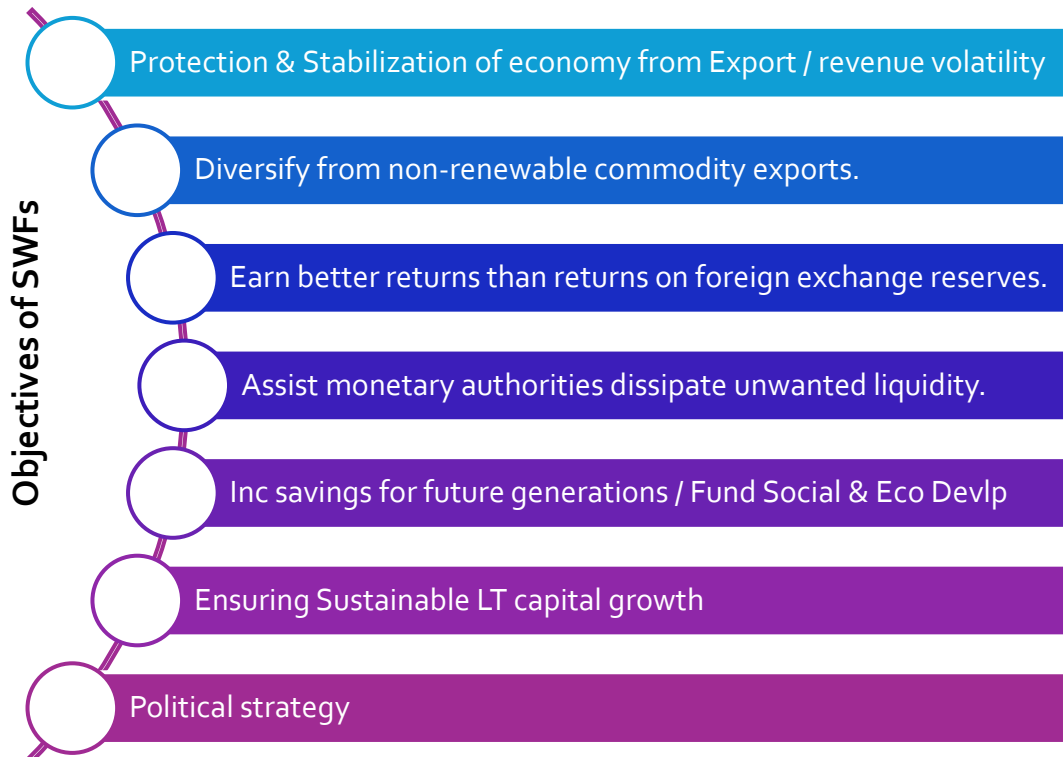 Objectives of SWFs
Protection & Stabilization of economy from Export / revenue volatility
Diversify from non-renewable commodity exports.
Earn better returns than returns on foreign exchange reserves.
Assist monetary authorities dissipate unwanted liquidity.
Inc savings for future generations / Fund Social & Eco Devlp
Ensuring Sustainable LT capital growth
Political strategy